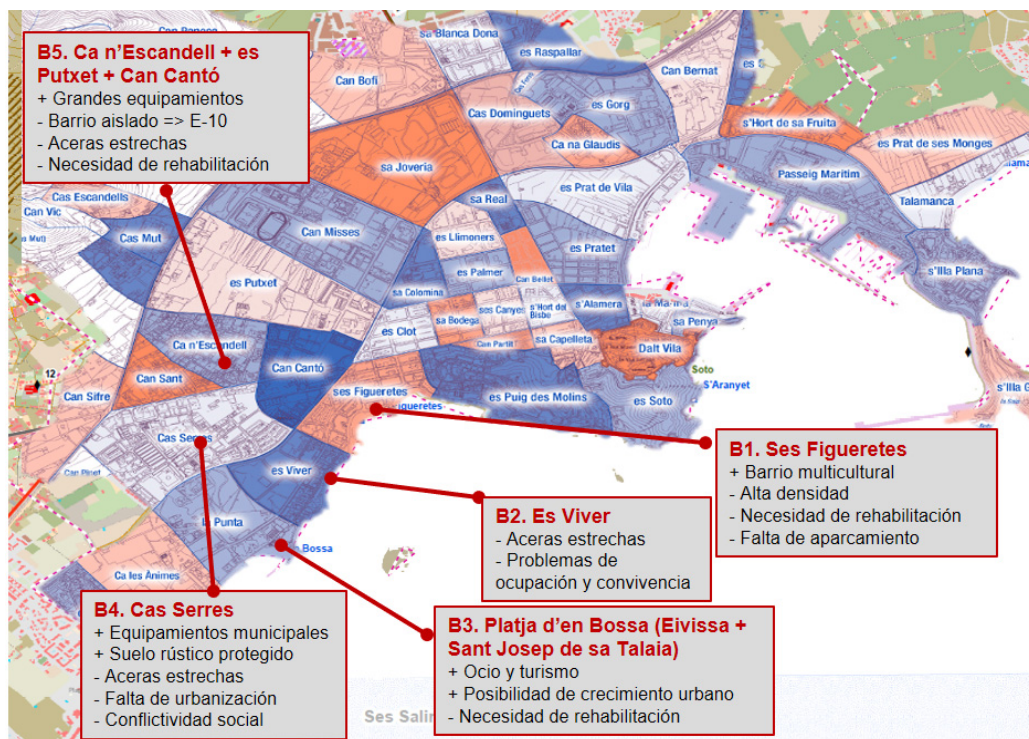 B5. Ca n’Escandell + es
Putxet + Can Cantó
+ Grandes equipamientos
- Barrio aislado => E-10
- Aceras estrechas
- Necesidad de rehabilitación
sa Blanca Dona
es Raspallar
Can Bofí
Can Bernat
Cas Dominguets
es Gorg
s'Hort de sa Fruita
Ca na Glaudis
es Prat de ses Monges
sa Joveria
Passeig Marítim
es Prat de Vila
Talamanca
Cas Escandells
sa Real
Can Vic
Can Misses
es Llimoners
es Pratet
Cas Mut
s'Illa Plana
es Palmer
Can Bellet
es Putxet
sa Colomina
s'Hort del
Bisbe
s'Alamera
ses Canyes
la Marina
sa Bodega
sa Penya
es Clot
Can Partit
sa Capelleta
Ca n'Escandell
Dalt Vila
Can Cantó
Soto
12
Can Sant
S'Aranyet
ses Figueretes
s'Illa G
es Puig des Molins
es Soto
Can Sifre
Figueretes
Cas Serres
B1. Ses Figueretes
+ Barrio multicultural
- Alta densidad
- Necesidad de rehabilitación
- Falta de aparcamiento
es Viver
B2. Es Viver
- Aceras estrechas
- Problemas de
ocupación y convivencia
la Punta
Bossa
Ca les Ànimes
B4. Cas Serres
+ Equipamientos municipales
+ Suelo rústico protegido
- Aceras estrechas
- Falta de urbanización
- Conflictividad social
B3. Platja d’en Bossa (Eivissa +
Sant Josep de sa Talaia)
+ Ocio y turismo
+ Posibilidad de crecimiento urbano
- Necesidad de rehabilitación
Ses Salin